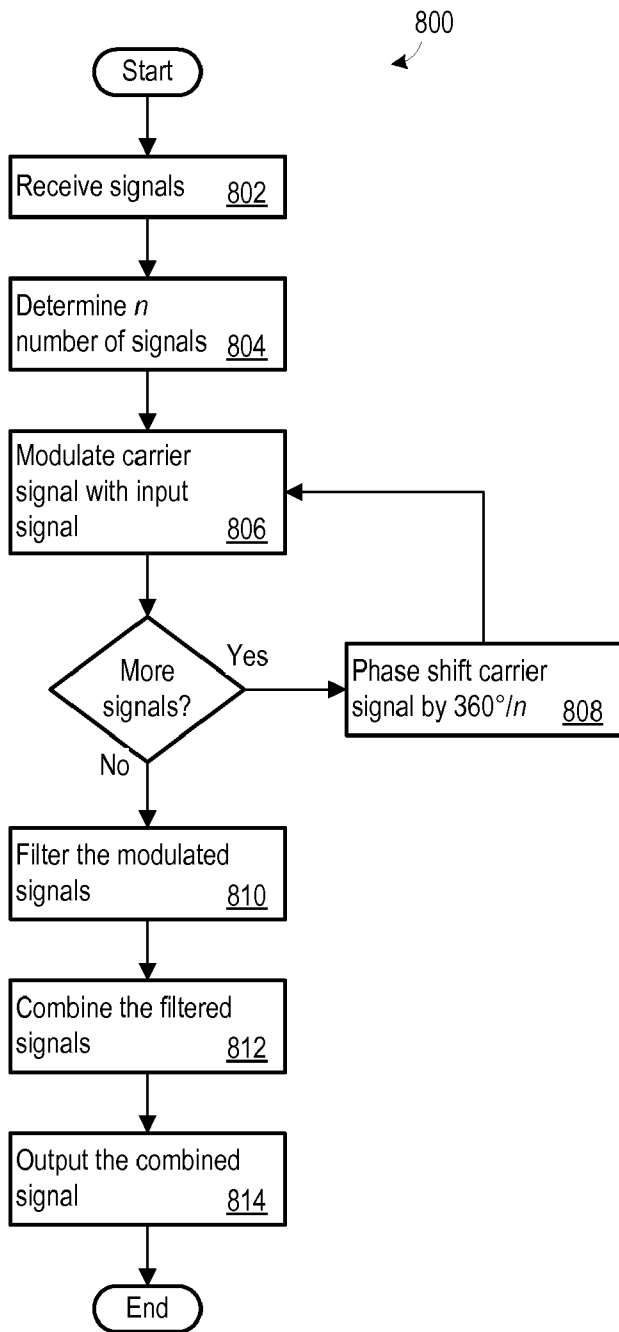 800
Start
Receive signals 802
Determine n
number of signals 804
Modulate carrier
signal with input
signal 806
More
signals?
Yes
No
Phase shift carrier
signal by 360°/n 808
Filter the modulated
signals 810
Combine the filtered
signals 812
Output the combined
signal 814
End